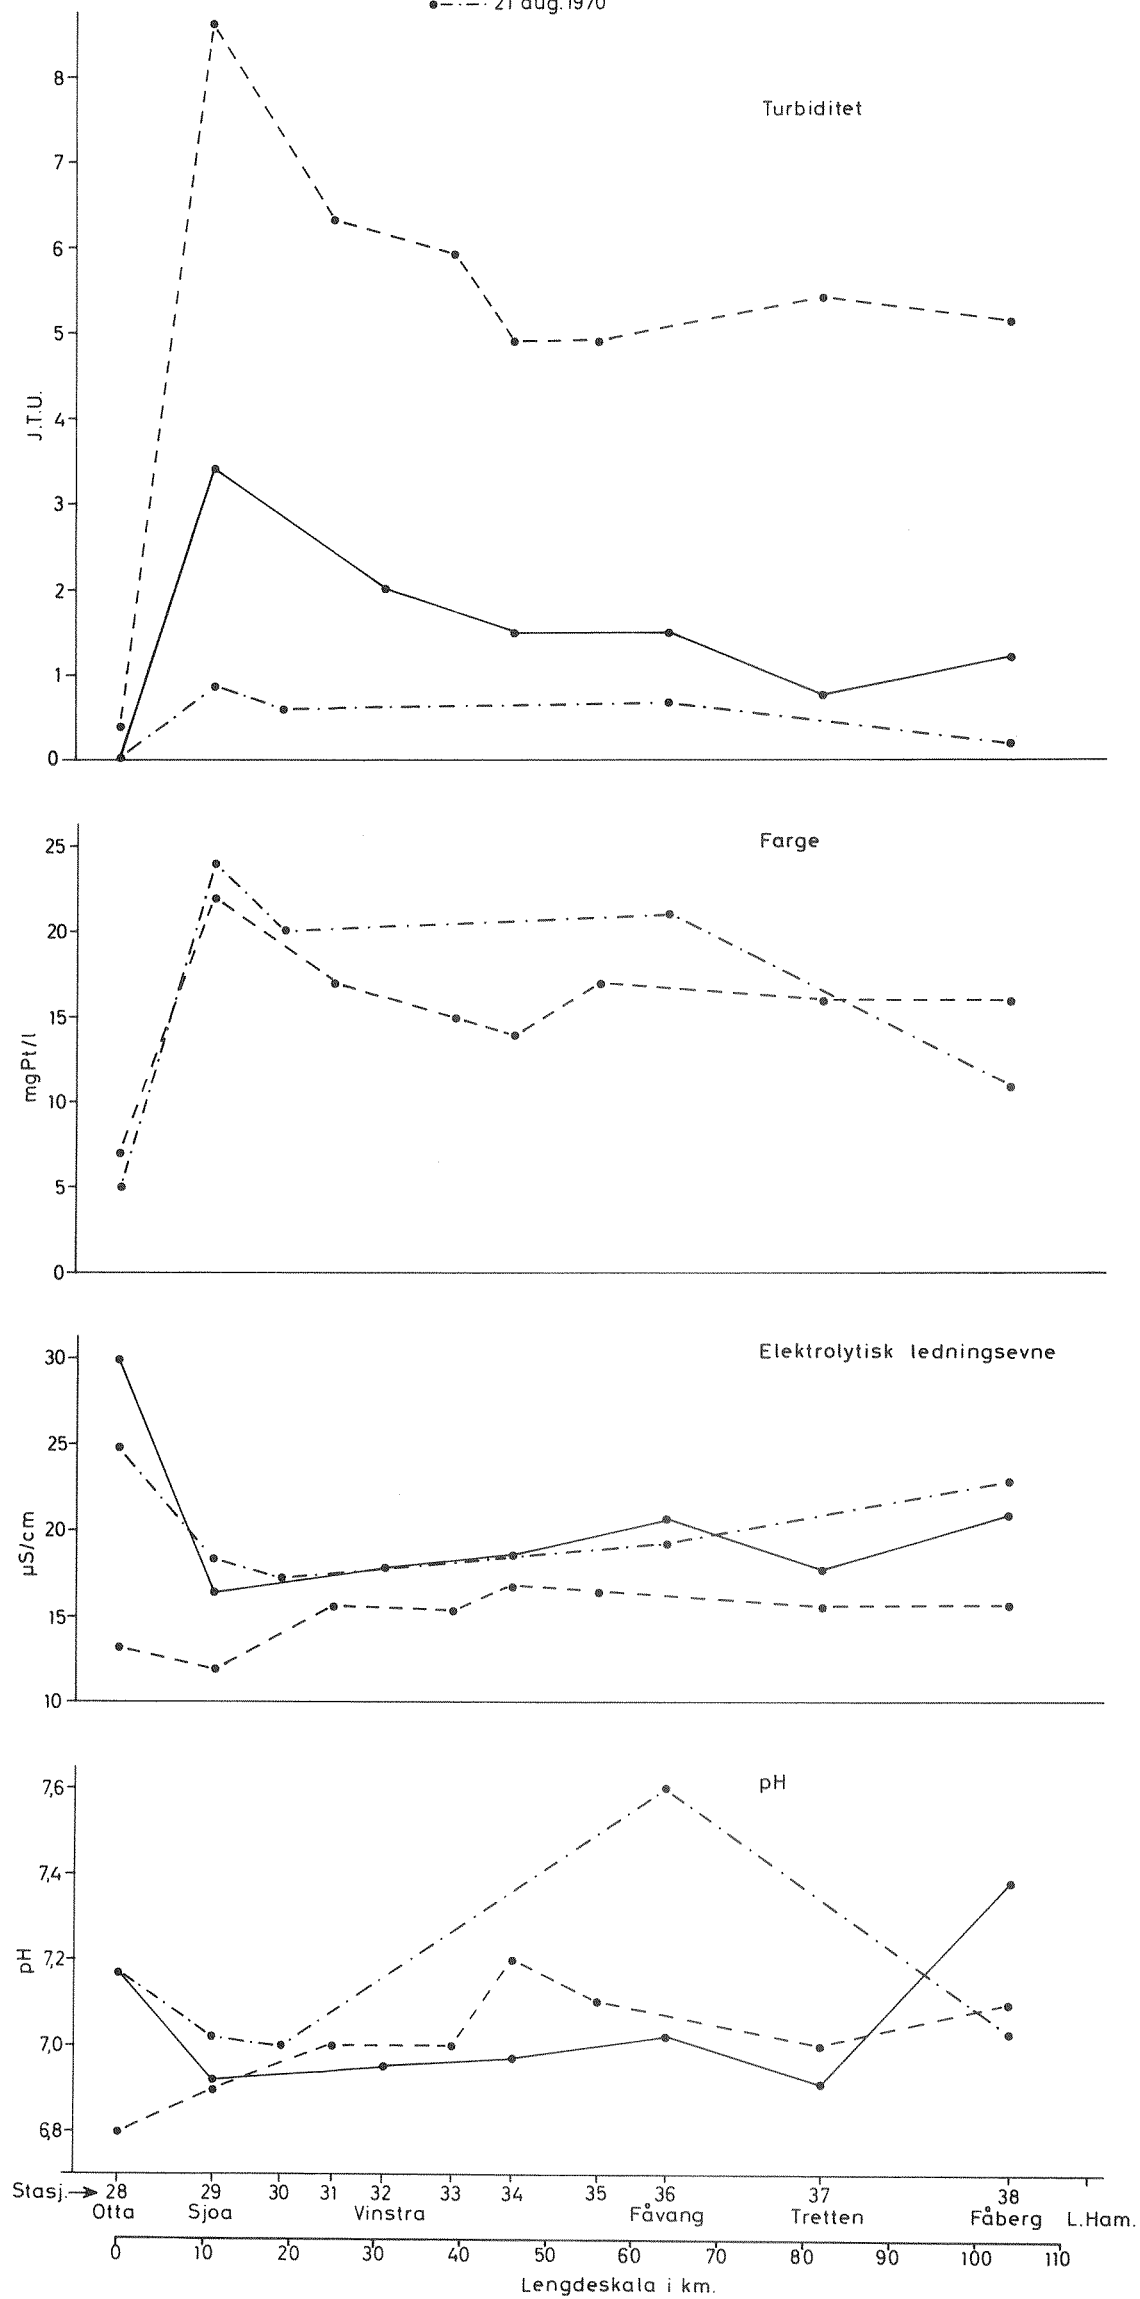 21 aug. 1970
Turbiditet
8
7
6
5
4
3
2
1
0
J.T.U.
Farge
25
20
15
10
5
0
mgPt/l
Elektrolytisk ledningsevne
30
25
20
15
10
µS/cm
pH
7,6
7,4
7,2
7,0
6,8
pH
Stasj. 28 29 30 31 32 33 34 35 36 37 38
Otta Sjoa Vinstra Fåvang Tretten Fåberg L.Ham.
0 10 20 30 40 50 60 70 80 90 100 110
Lengdeskala i km.